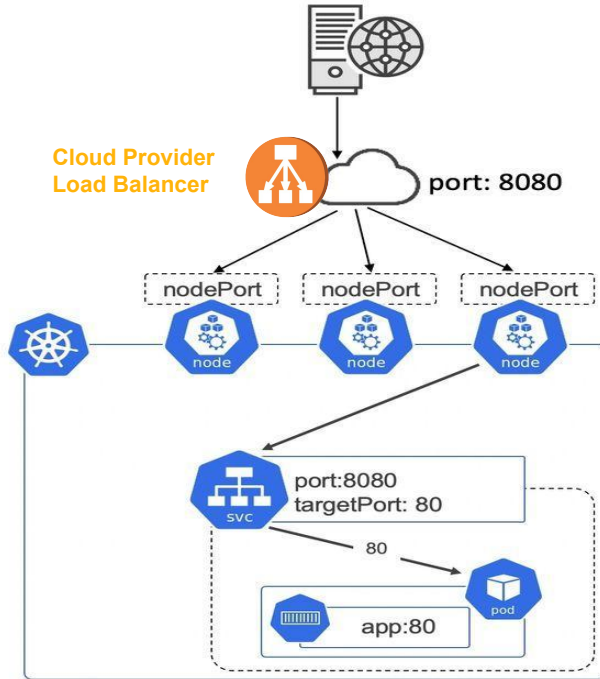 Cloud Provider
Load Balancer
port: 8080
nodePort
nodePort
nodePort
node
node
node
port:8080
targetPort: 80
svc
80
pod
app:80